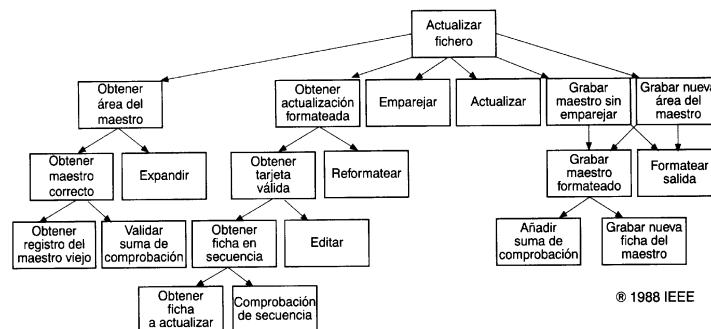 Actualizar
fichero
Obtener
área del
maestro
Obtener
actualización
formateada
Emparejar
Actualizar
Grabar
maestro sin
emparejar
Grabar nueva
área del
maestro
Obtener
maestro
correcto
Expandir
Obtener
tarjeta
válida
Reformatear
Grabar
maestro
formateado
Formatear
salida
Obtener
registro del
maestro viejo
Validar
suma de
comprobación
Obtener
ficha en
secuencia
Editar
Añadir
suma de
comprobación
Grabar nueva
ficha del
maestro
Obtener
ficha
a actualizar
Comprobación
de secuencia
® 1988 IEEE